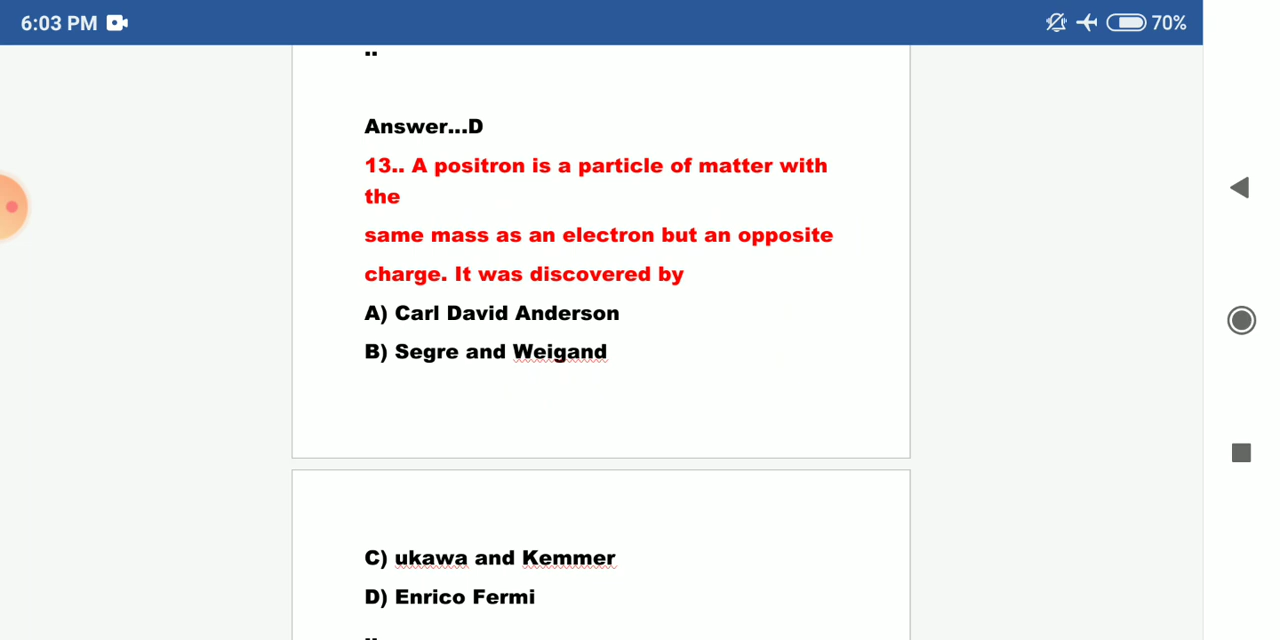 6:03 PM
70%
..
Answer...D
13.. A positron is a particle of matter with
the
same mass as an electron but an opposite
charge. It was discovered by
A) Carl David Anderson
B) Segre and Weigand
C) ukawa and Kemmer
D) Enrico Fermi
..